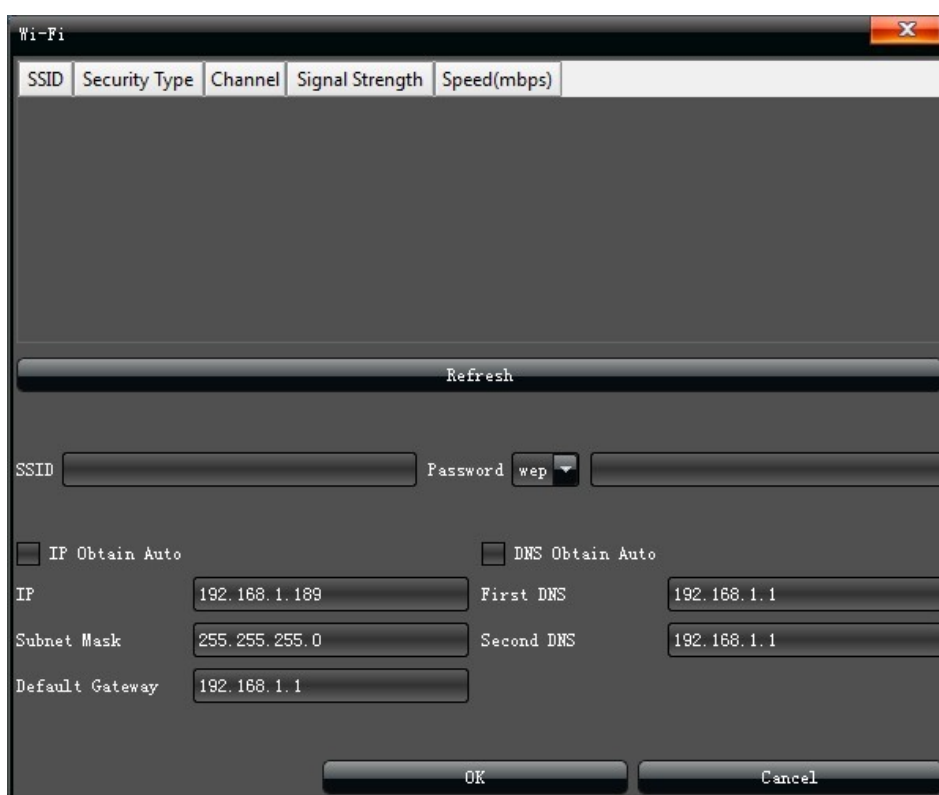 Wi-Fi
SSID Security Type Channel Signal Strength Speed(mbps)
Refresh
SSID Password wep
IP Obtain Auto DNS Obtain Auto
IP 192.168.1.189 First DNS 192.168.1.1
Subnet Mask 255.255.255.0 Second DNS 192.168.1.1
Default Gateway 192.168.1.1
OK Cancel